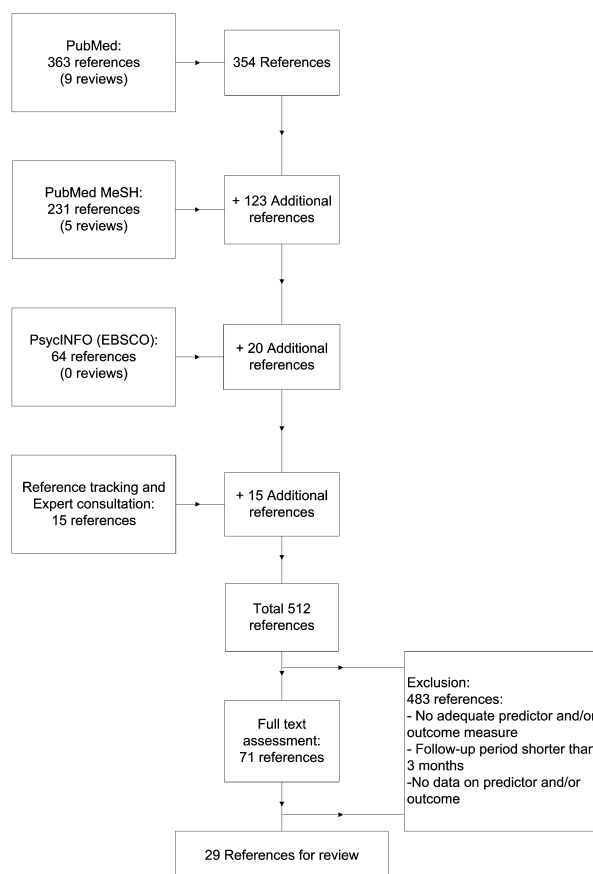 PubMed:
363 references
(9 reviews)
354 References
PubMed MeSH:
231 references
(5 reviews)
+ 123 Additional
references
PsycINFO (EBSCO):
64 references
(0 reviews)
+ 20 Additional
references
Reference tracking and
Expert consultation:
15 references
+ 15 Additional
references
Total 512
references
Exclusion:
483 references:
- No adequate predictor and/or
outcome measure
- Follow-up period shorter than
3 months
-No data on predictor and/or
outcome
Full text
assessment:
71 references
29 References for review